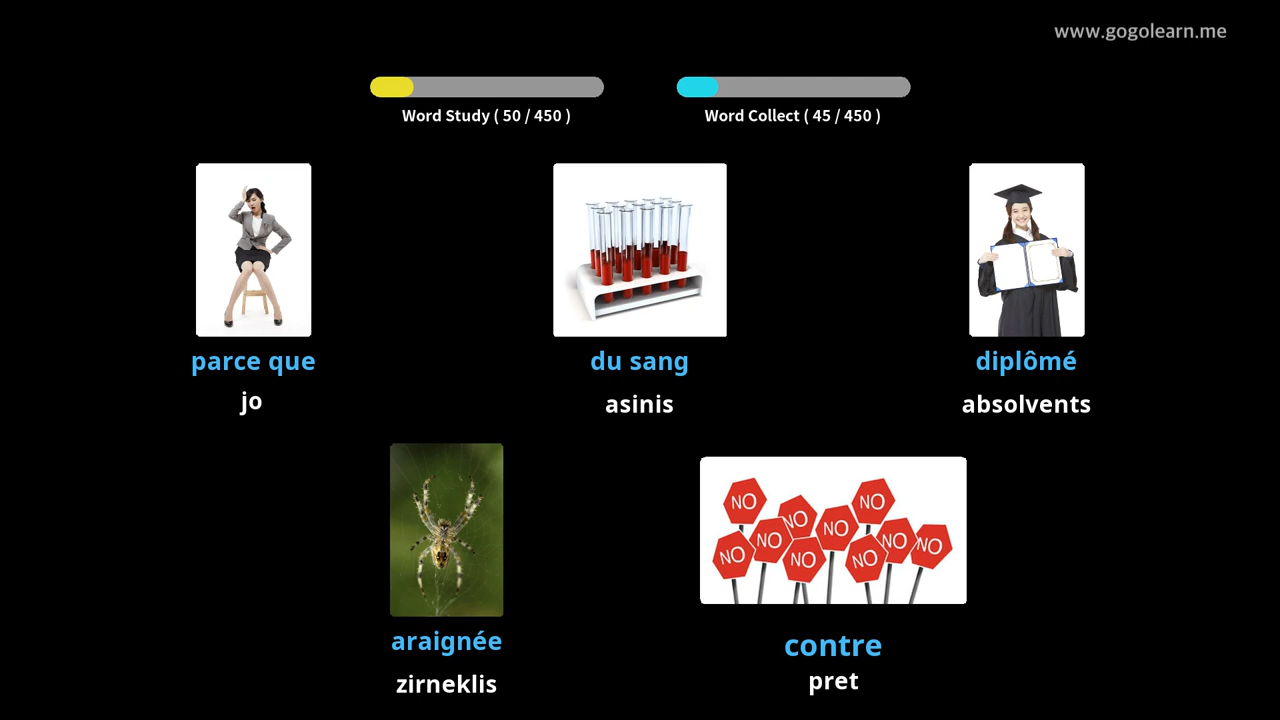 www.gogolearn.me
Word Study ( 50 / 450 )
Word Collect ( 45 / 450 )
parce que
jo
du sang
asinis
diplômé
absolvents
araignée
zirneklis
NO
NO
NO
NO
NO
NO
NO
NO
NO
NO
contre
pret